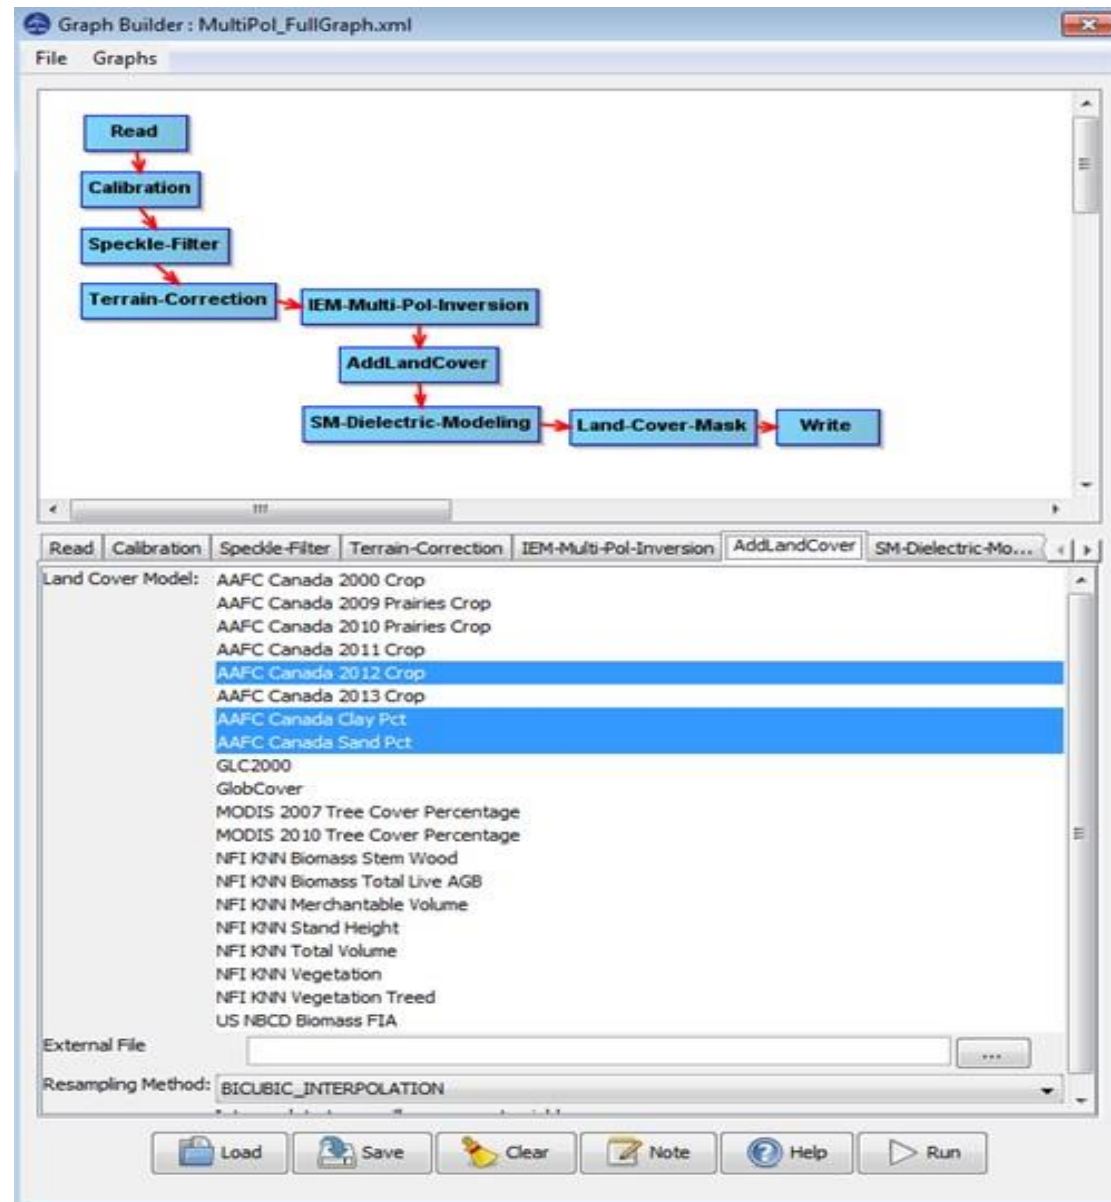 Graph Builder : MultiPol_FullGraph.xml
File Graphs
Read
Calibration
Speckle-Filter
Terrain-Correction
IEM-Multi-Pol-Inversion
AddLandCover
SM-Dielectric-Modeling
Land-Cover-Mask
Write
Read Calibration Speckle-Filter Terrain-Correction IEM-Multi-Pol-Inversion AddLandCover SM-Dielectric-Mo...
Land Cover Model:
AAFC Canada 2000 Crop
AAFC Canada 2009 Prairies Crop
AAFC Canada 2010 Prairies Crop
AAFC Canada 2011 Crop
AAFC Canada 2012 Crop
AAFC Canada 2013 Crop
AAFC Canada Clay Pct
AAFC Canada Sand Pct
GLC2000
GlobCover
MODIS 2007 Tree Cover Percentage
MODIS 2010 Tree Cover Percentage
NFI KNN Biomass Stem Wood
NFI KNN Biomass Total Live AGB
NFI KNN Merchantable Volume
NFI KNN Stand Height
NFI KNN Total Volume
NFI KNN Vegetation
NFI KNN Vegetation Treed
US NBCD Biomass FIA
External File ...
Resampling Method: BICUBIC_INTERPOLATION
Load Save Clear Note Help Run